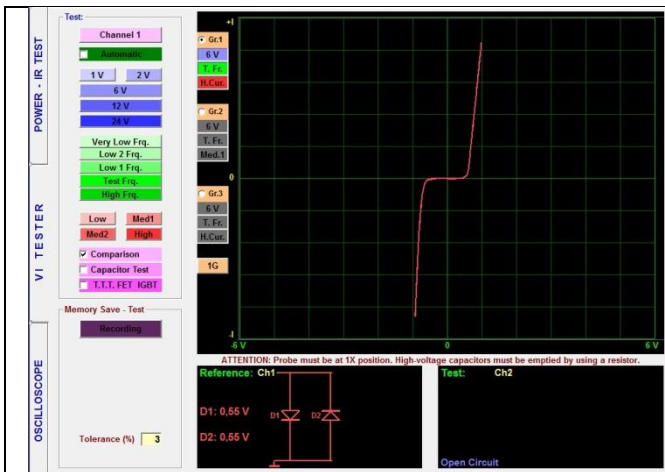 POWER - IR TEST
VI TESTER
OSCILLOSCOPE
Test:
Channel 1
Automatic
1 V
2 V
6 V
12 V
24 V
Very Low Frq.
Low 2 Frq.
Low 1 Frq.
Test Frq.
High Frq.
Low
Med1
Med2
High
Comparison
Capacitor Test
T.T.T. FET IGBT
Memory Save - Test
Recording
Tolerance (%) 3
Gr.1
6 V
T. Fr.
H.Cur.
Gr.2
6 V
T. Fr.
Med.1
Gr.3
6 V
T. Fr.
H.Cur.
1G
+I
0
-I
-6 V
0
6 V
ATTENTION: Probe must be at 1X position. High-voltage capacitors must be emptied by using a resistor.
Reference: Ch1
D1: 0,55 V
D2: 0,55 V
D1
D2
Test: Ch2
Open Circuit